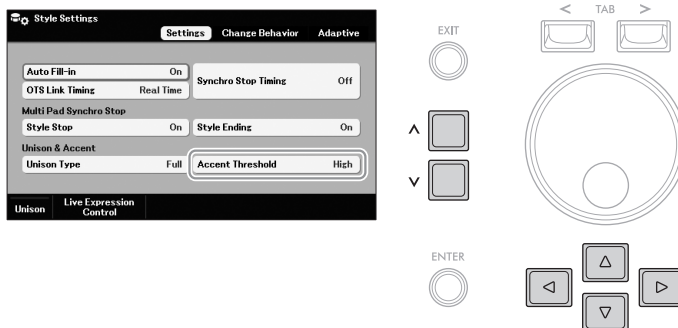 Style Settings
Settings Change Behavior Adaptive
Auto Fill-in On
Synchro Stop Timing Off
OTS Link Timing Real Time
Multi Pad Synchro Stop
Style Stop On Style Ending On
Unison & Accent
Unison Type Full Accent Threshold High
Unison Live Expression Control
< TAB >
EXIT
∧
∨
ENTER